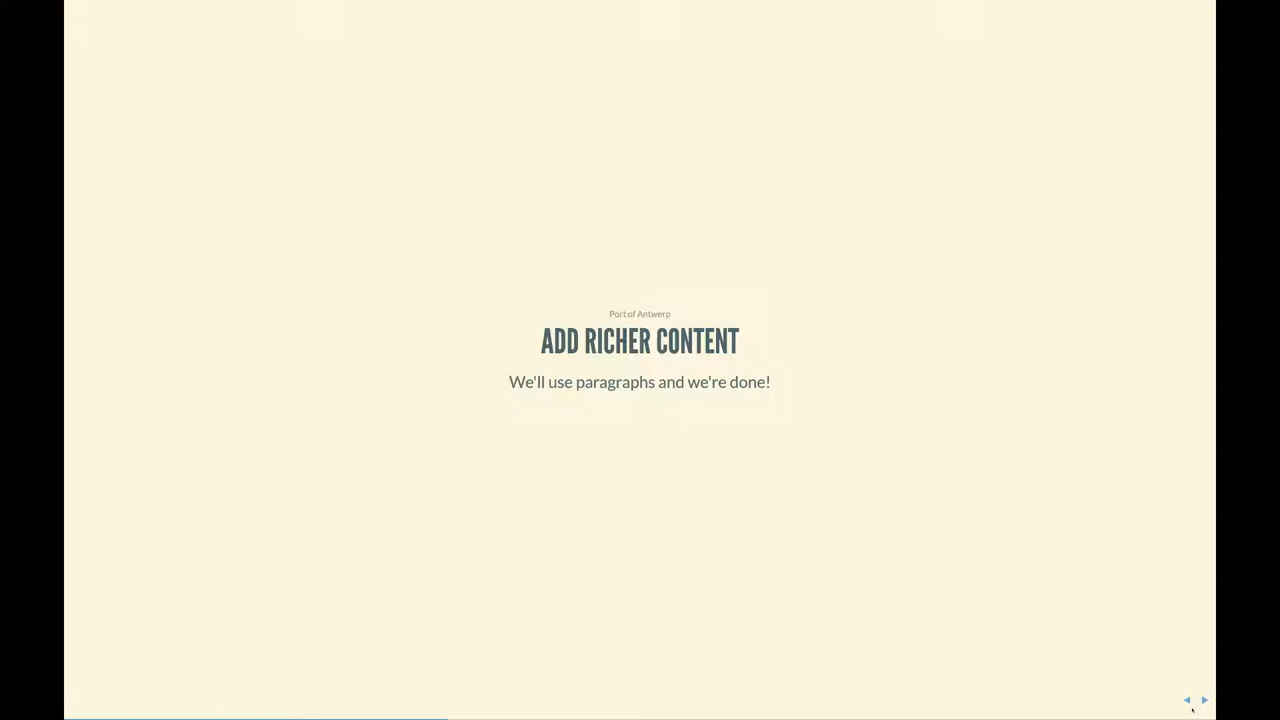 Port of Antwerp
ADD RICHER CONTENT
We'll use paragraphs and we're done!